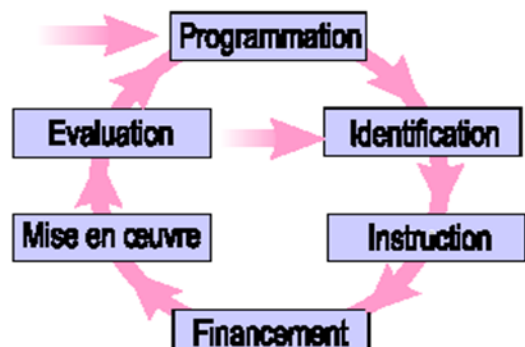 Programmation
Evaluation
Identification
Mise en œuvre
Instruction
Financement